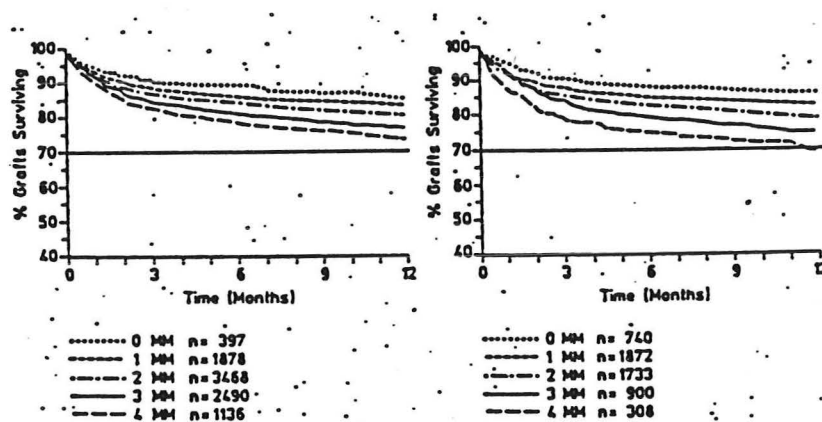 % Grafts Surviving
100
90
80
70
60
50
40
0 3 6 9 12
Time (Months)
0 MM n= 397
1 MM n=1878
2 MM n=3468
3 MM n=2490
4 MM n=1136
% Grafts Surviving
100
90
80
70
60
50
40
0 3 6 9 12
Time (Months)
0 MM n= 740
1 MM n=1872
2 MM n=1733
3 MM n= 900
4 MM n= 308